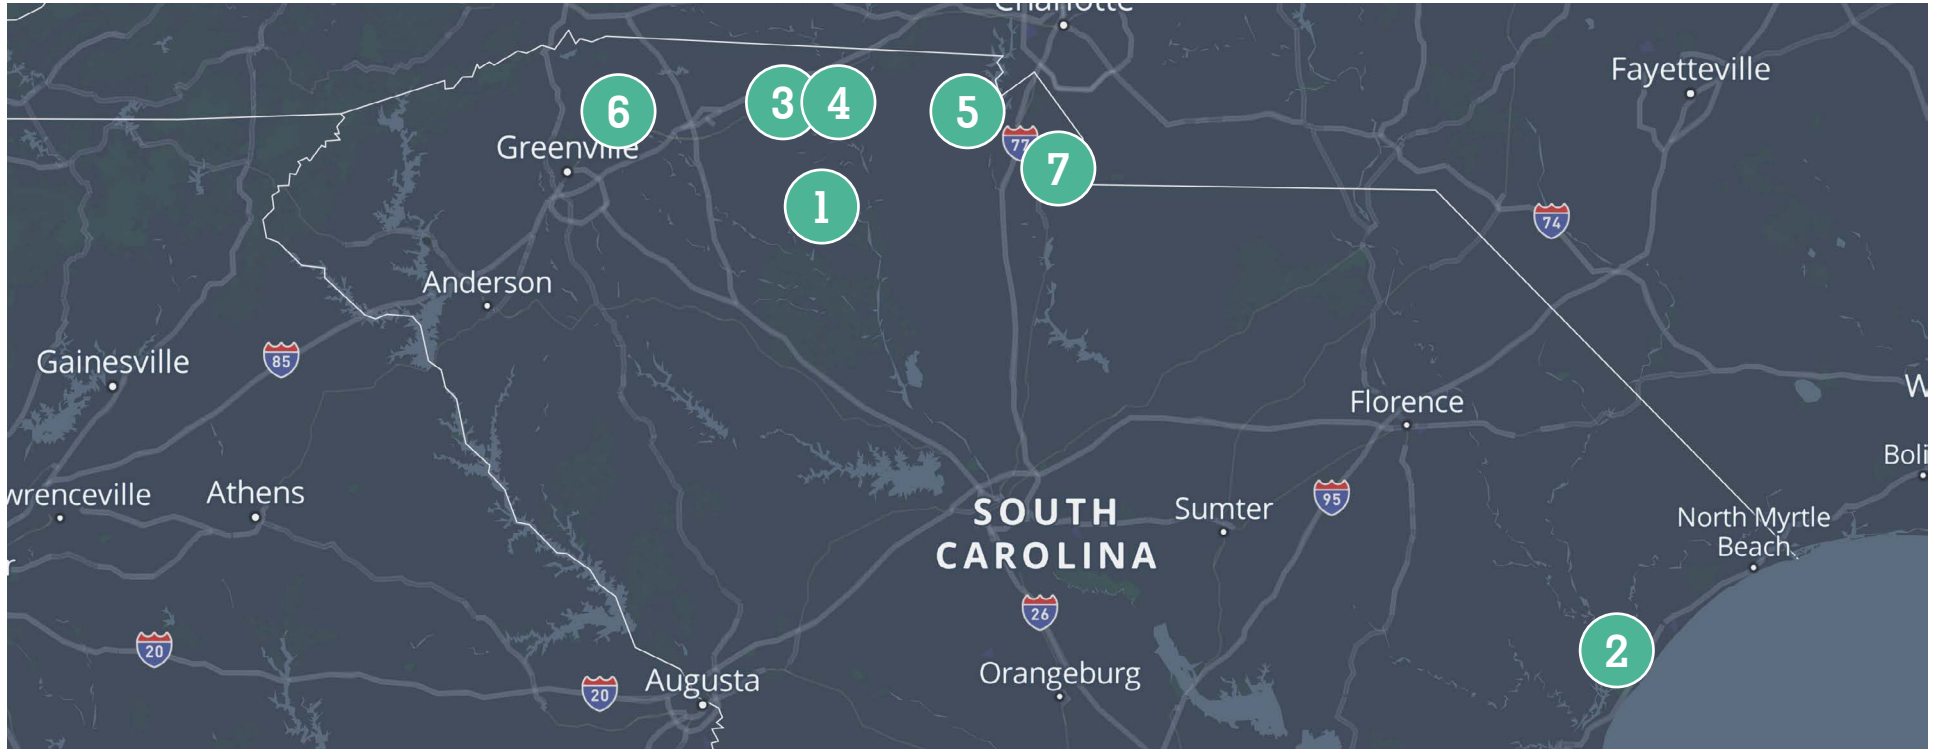 Charlotte
Fayetteville
6
3
4
5
77
7
Greenville
1
74
Anderson
Gainesville
85
Florence
wrenceville
Athens
SOUTH
CAROLINA
Sumter
95
Boli
North Myrtle
Beach
26
20
20
Augusta
Orangeburg
2
W
r